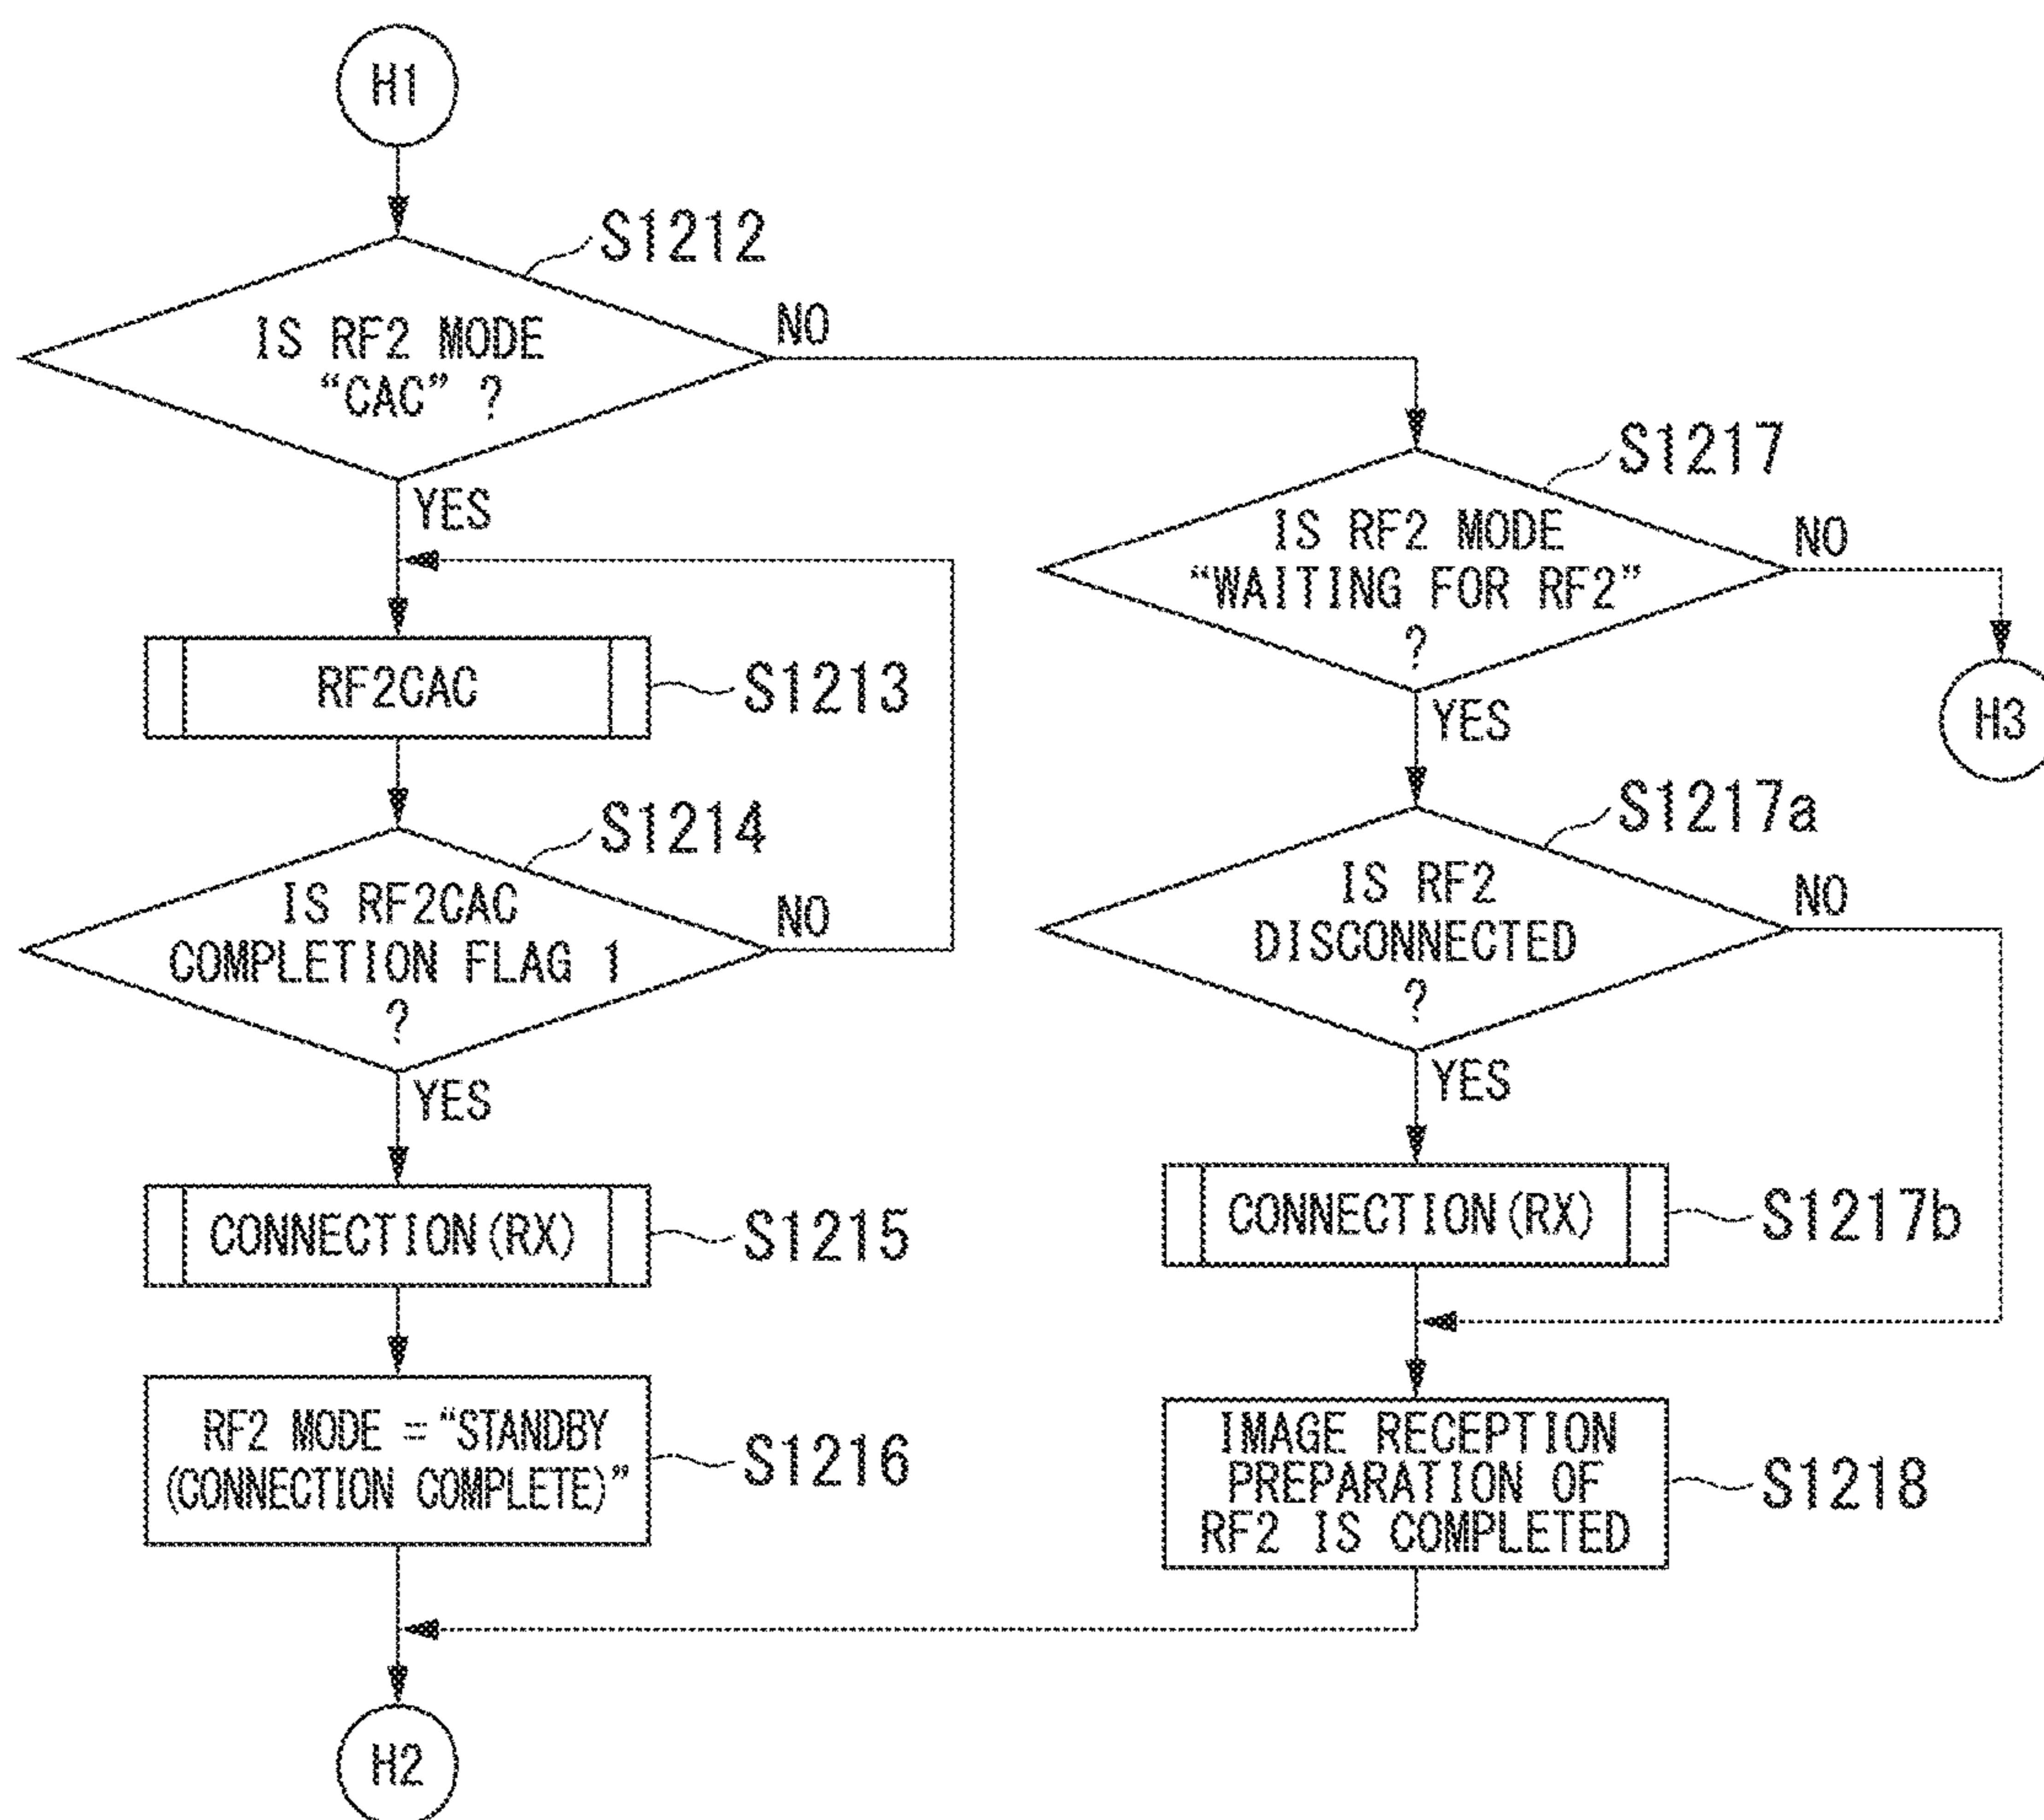 H1
S1212
IS RF2 MODE
“CAC” ?
NO
YES
RF2CAC
S1213
S1214
IS RF2CAC
COMPLETION FLAG 1
?
NO
YES
CONNECTION(RX)
S1215
RF2 MODE =“STANDBY
(CONNECTION COMPLETE)”
S1216
H2
S1217
IS RF2 MODE
“WAITING FOR RF2”
?
NO
YES
H3
S1217a
IS RF2
DISCONNECTED
?
NO
YES
CONNECTION(RX)
S1217b
IMAGE RECEPTION
PREPARATION OF
RF2 IS COMPLETED
S1218